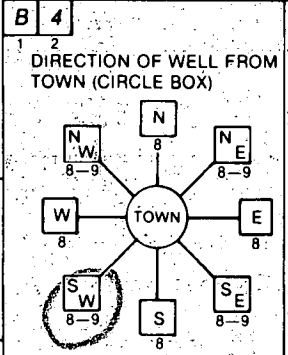 B 4
1 2
DIRECTION OF WELL FROM
TOWN (CIRCLE BOX)
N
8
N W
8-9
N E
8-9
W
8
TOWN
E
8
S W
8-9
S E
8-9
S
8